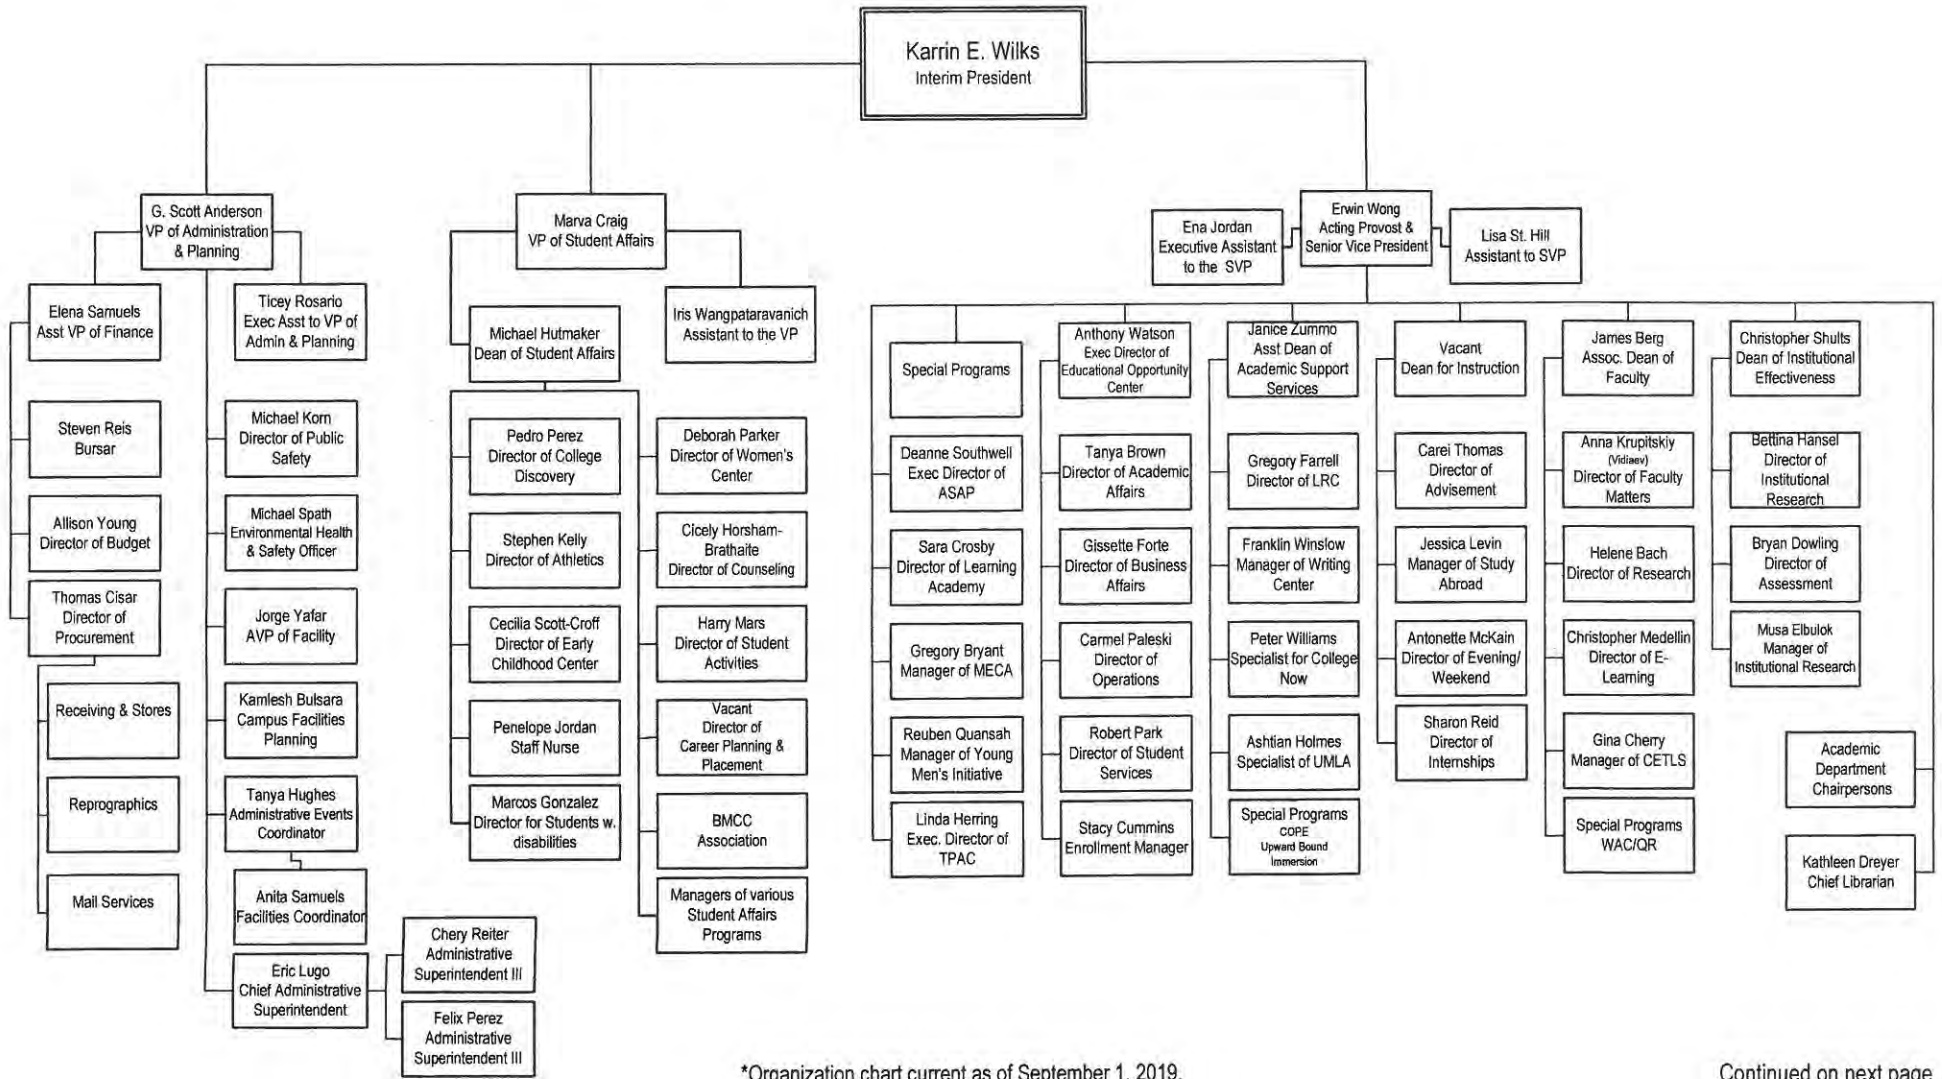 Karrin E. Wilks
Interim President
G. Scott Anderson
VP of Administration
& Planning
Elena Samuels
Asst VP of Finance
Ticey Rosario
Exec Asst to VP of
Admin & Planning
Steven Reis
Bursar
Allison Young
Director of Budget
Thomas Cisar
Director of
Procurement
Receiving & Stores
Reprographics
Mail Services
Michael Korn
Director of Public
Safety
Michael Spath
Environmental Health
& Safety Officer
Jorge Yafar
AVP of Facility
Kamlesh Bulsara
Campus Facilities
Planning
Tanya Hughes
Administrative Events
Coordinator
Anita Samuels
Facilities Coordinator
Eric Lugo
Chief Administrative
Superintendent
Chery Reiter
Administrative
Superintendent III
Felix Perez
Administrative
Superintendent III
Marva Craig
VP of Student Affairs
Michael Hutmaker
Dean of Student Affairs
Iris Wangpataravanich
Assistant to the VP
Pedro Perez
Director of College
Discovery
Stephen Kelly
Director of Athletics
Cecilia Scott-Croff
Director of Early
Childhood Center
Penelope Jordan
Staff Nurse
Marcos Gonzalez
Director for Students w.
disabilities
Deborah Parker
Director of Women's
Center
Cicely Horsham-
Brathaite
Director of Counseling
Harry Mars
Director of Student
Activities
Vacant
Director of
Career Planning &
Placement
BMCC
Association
Managers of various
Student Affairs
Programs
Ena Jordan
Executive Assistant
to the SVP
Erwin Wong
Acting Provost &
Senior Vice President
Lisa St. Hill
Assistant to SVP
Special Programs
Deanne Southwell
Exec Director of
ASAP
Sara Crosby
Director of Learning
Academy
Gregory Bryant
Manager of MECA
Reuben Quansah
Manager of Young
Men's Initiative
Linda Herring
Exec. Director of
TPAC
Anthony Watson
Exec Director of
Educational Opportunity
Center
Tanya Brown
Director of Academic
Affairs
Gissette Forte
Director of Business
Affairs
Carmel Paleski
Director of
Operations
Robert Park
Director of Student
Services
Stacy Cummins
Enrollment Manager
Janice Zummo
Asst Dean of
Academic Support
Services
Gregory Farrell
Director of LRC
Franklin Winslow
Manager of Writing
Center
Peter Williams
Specialist for College
Now
Ashtian Holmes
Specialist of UMLA
Special Programs
COPE
Upward Bound
Immersion
Vacant
Dean for Instruction
Carei Thomas
Director of
Advisement
Jessica Levin
Manager of Study
Abroad
Antonette McKain
Director of Evening/
Weekend
Sharon Reid
Director of
Internships
James Berg
Assoc. Dean of
Faculty
Anna Krupitskiy
(Vidiaev)
Director of Faculty
Matters
Helene Bach
Director of Research
Christopher Medellin
Director of E-
Learning
Gina Cherry
Manager of CETLS
Special Programs
WAC/QR
Christopher Shults
Dean of Institutional
Effectiveness
Bettina Hansel
Director of
Institutional
Research
Bryan Dowling
Director of
Assessment
Musa Elbulok
Manager of
Institutional Research
Academic
Department
Chairpersons
Kathleen Dreyer
Chief Librarian
*Organization chart current as of September 1, 2019.
Continued on next page